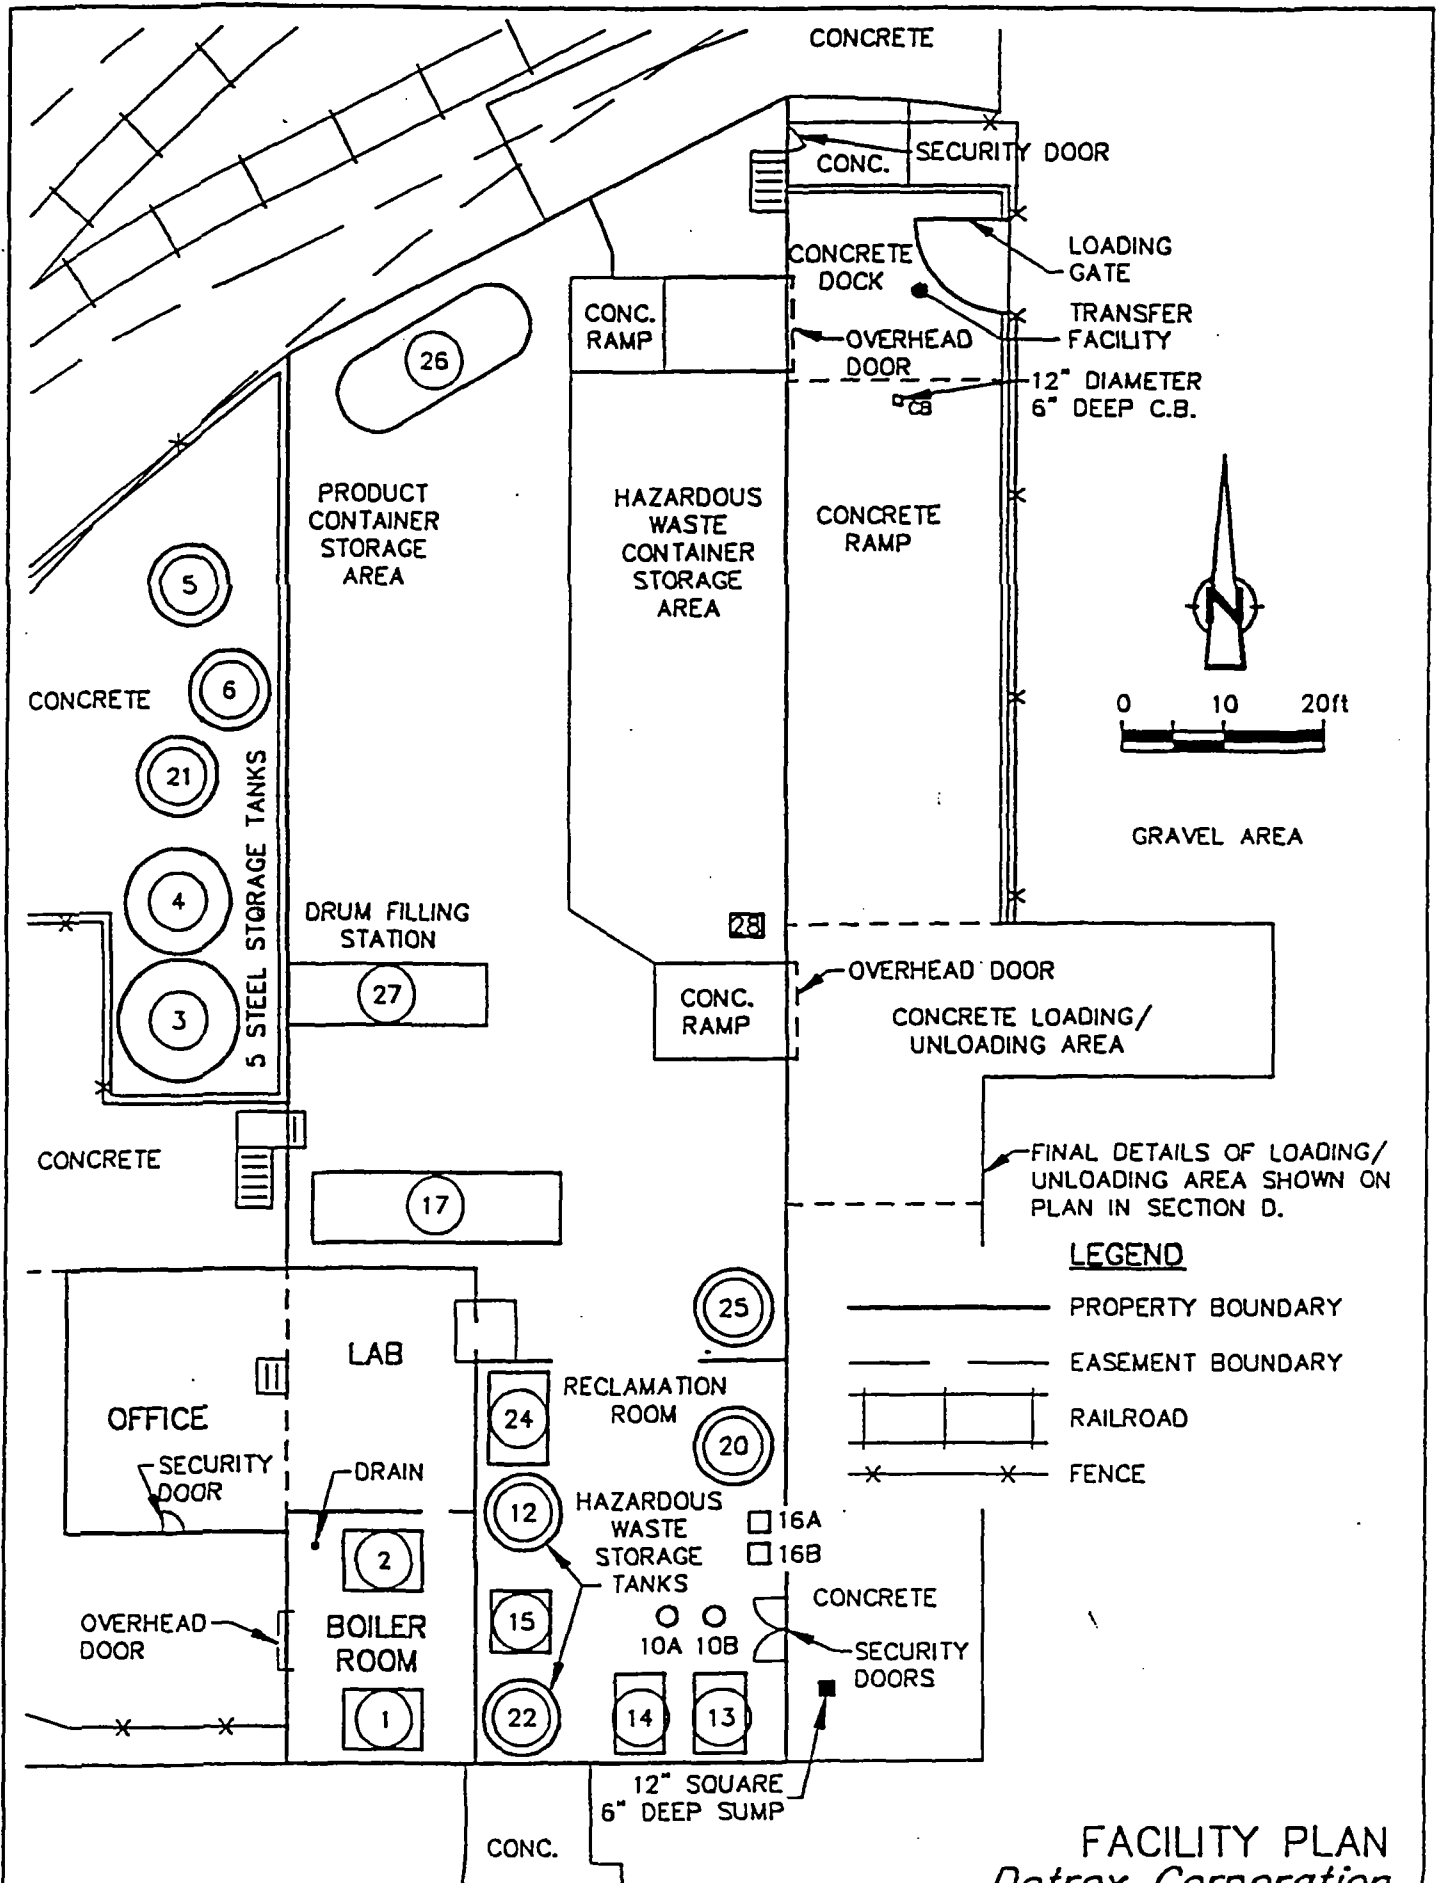 CONCRETE
SECURITY DOOR
CONC.
CONCRETE
DOCK
LOADING
GATE
TRANSFER
FACILITY
CONC.
RAMP
OVERHEAD
DOOR
26
12" DIAMETER
6" DEEP C.B.
CB
PRODUCT
CONTAINER
STORAGE
AREA
HAZARDOUS
WASTE
CONTAINER
STORAGE
AREA
CONCRETE
RAMP
N
5
6
CONCRETE
0 10 20ft
21
5 STEEL STORAGE TANKS
GRAVEL AREA
4
DRUM FILLING
STATION
28
27
3
CONC.
RAMP
OVERHEAD DOOR
CONCRETE LOADING/
UNLOADING AREA
CONCRETE
17
FINAL DETAILS OF LOADING/
UNLOADING AREA SHOWN ON
PLAN IN SECTION D.
LEGEND
PROPERTY BOUNDARY
EASEMENT BOUNDARY
RAILROAD
FENCE
25
LAB
RECLAMATION
ROOM
24
20
OFFICE
SECURITY
DOOR
DRAIN
12
HAZARDOUS
WASTE
STORAGE
TANKS
16A
16B
2
15
10A 10B
CONCRETE
OVERHEAD
DOOR
BOILER
ROOM
SECURITY
DOORS
1
22
14
13
12" SQUARE
6" DEEP SUMP
CONC.
FACILITY PLAN
Detrex Corporation